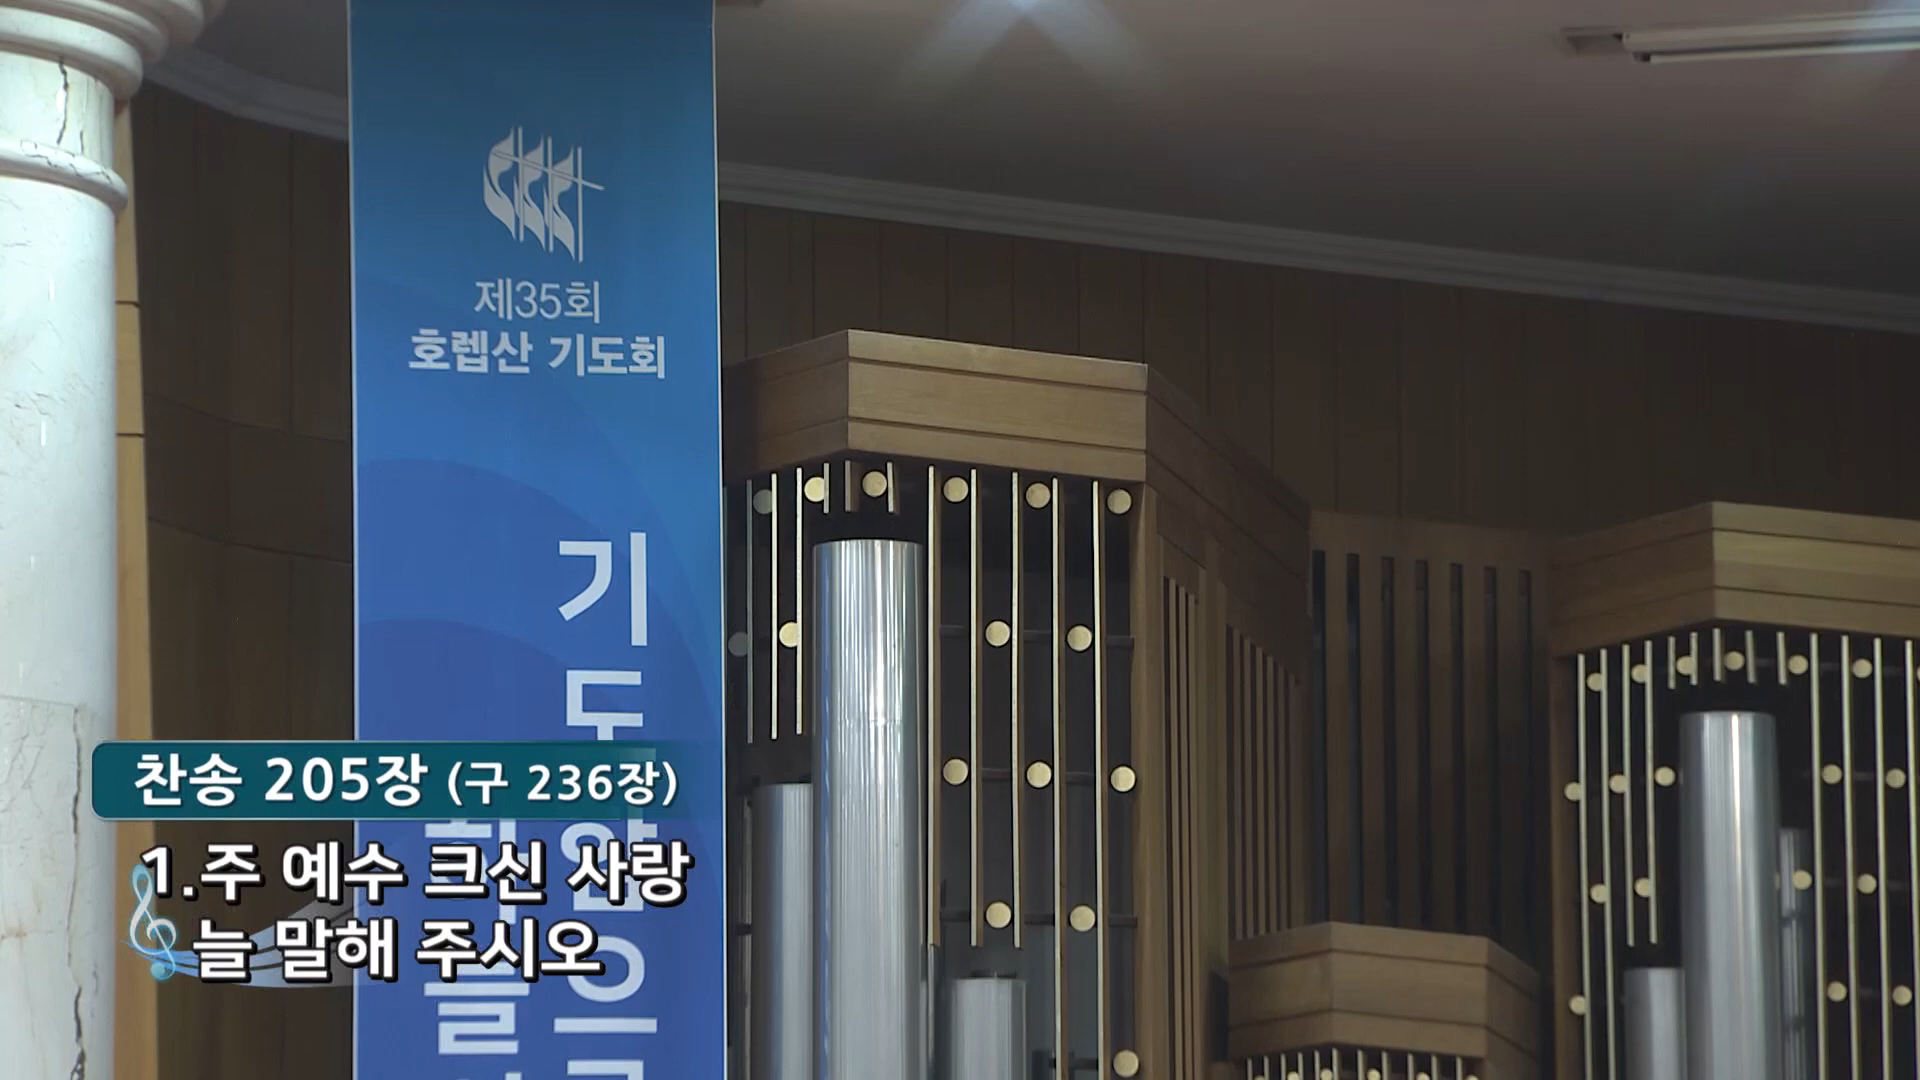 제35회
호렙산 기도회
기도
찬송 205장 (구 236장)
1.주 예수 크신 사랑
늘 말해 주시오